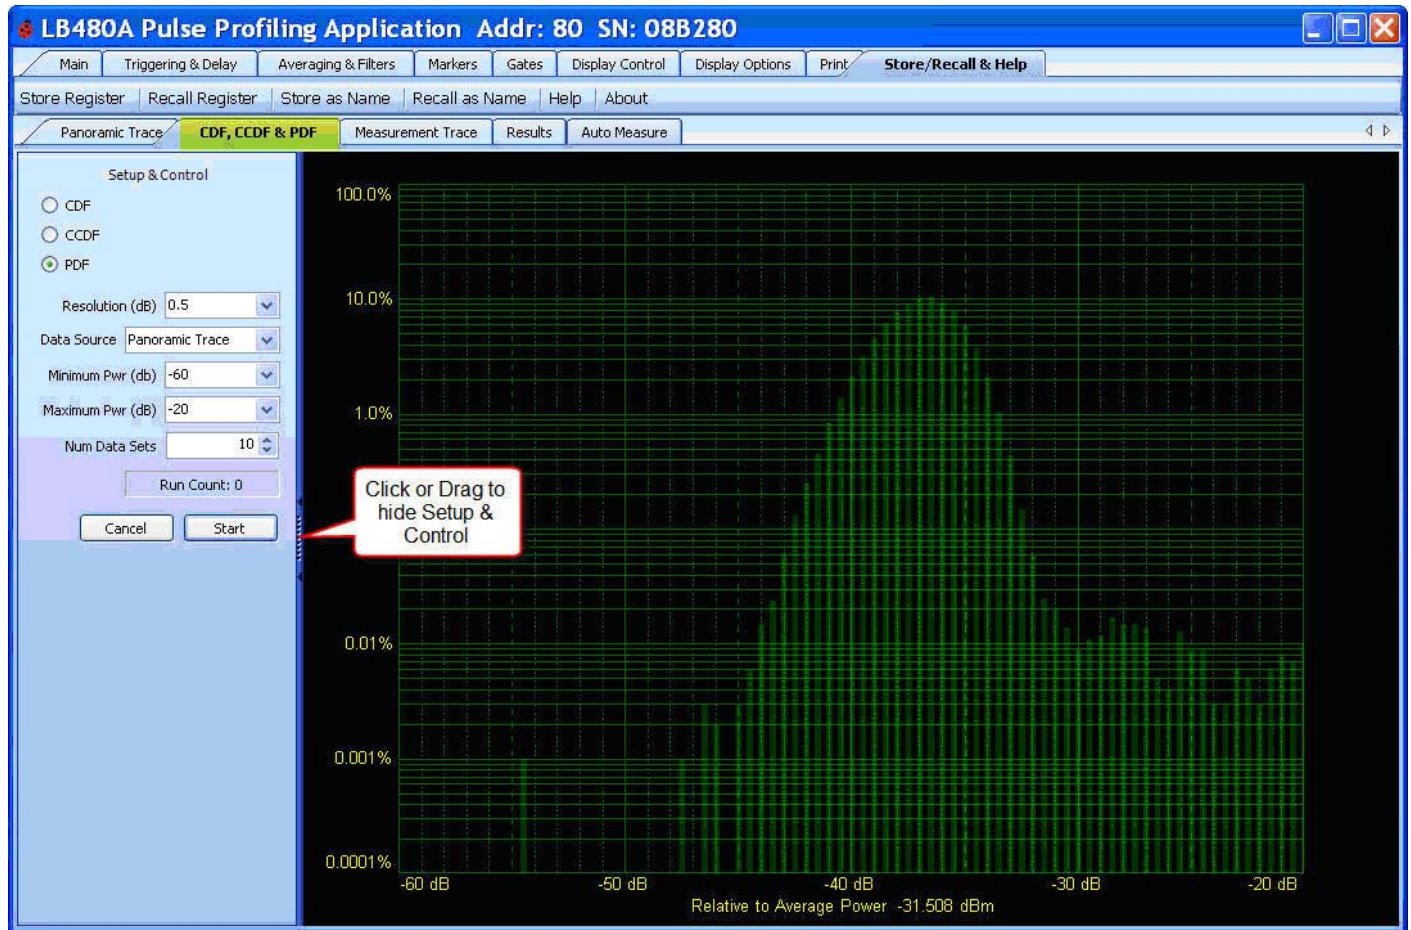 LB480A Pulse Profiling Application Addr: 80 SN: 08B280
Main Triggering & Delay Averaging & Filters Markers Gates Display Control Display Options Print Store/Recall & Help
Store Register Recall Register Store as Name Recall as Name Help About
Panoramic Trace CDF, CCDF & PDF Measurement Trace Results Auto Measure
Setup & Control
CDF
CCDF
PDF
Resolution (dB) 0.5
Data Source Panoramic Trace
Minimum Pwr (db) -60
Maximum Pwr (dB) -20
Num Data Sets 10
Run Count: 0
Cancel Start
Click or Drag to
hide Setup &
Control
100.0%
10.0%
1.0%
0.01%
0.001%
0.0001%
-60 dB -50 dB -40 dB -30 dB -20 dB
Relative to Average Power -31.508 dBm